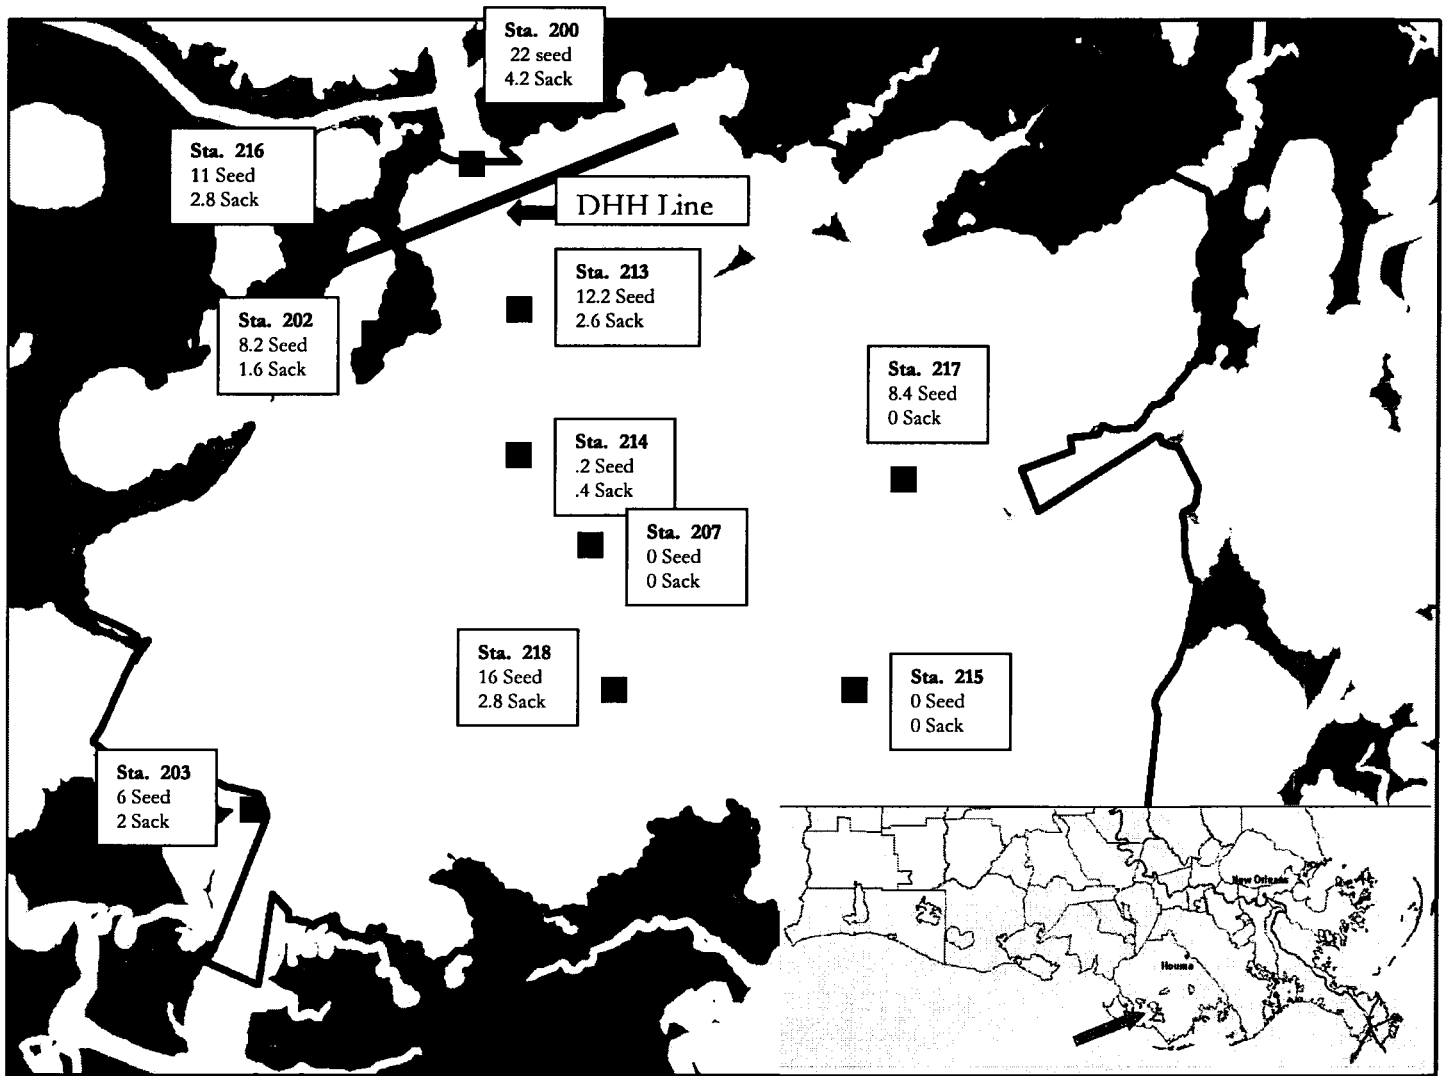 Sta. 200
22 seed
4.2 Sack
Sta. 216
11 Seed
2.8 Sack
DHH Line
Sta. 213
12.2 Seed
2.6 Sack
Sta. 202
8.2 Seed
1.6 Sack
Sta. 217
8.4 Seed
0 Sack
Sta. 214
.2 Seed
.4 Sack
Sta. 207
0 Seed
0 Sack
Sta. 218
16 Seed
2.8 Sack
Sta. 215
0 Seed
0 Sack
Sta. 203
6 Seed
2 Sack
New Orleans
Houma